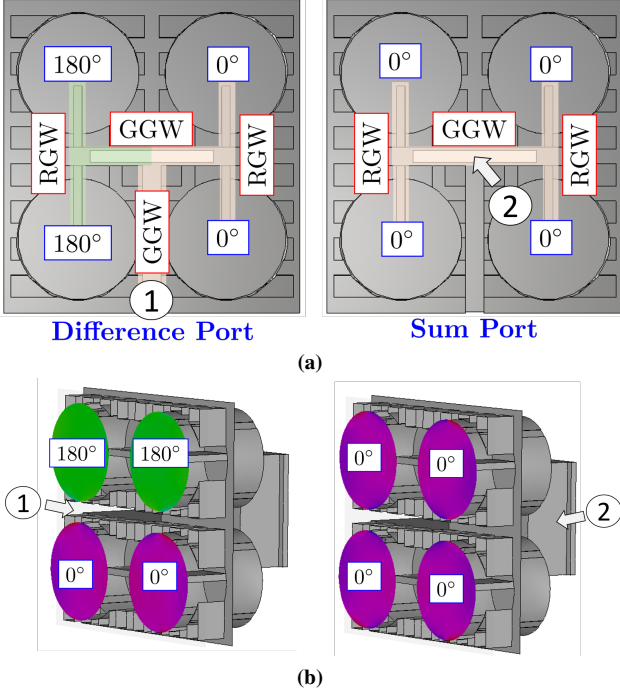 180° 0° 0° 0°
GGW GGW
RGW RGW RGW RGW
GGW
2
180° 0° 0° 0°
1
Difference Port Sum Port
(a)
180° 180° 0° 0°
1 2
0° 0° 0° 0°
(b)